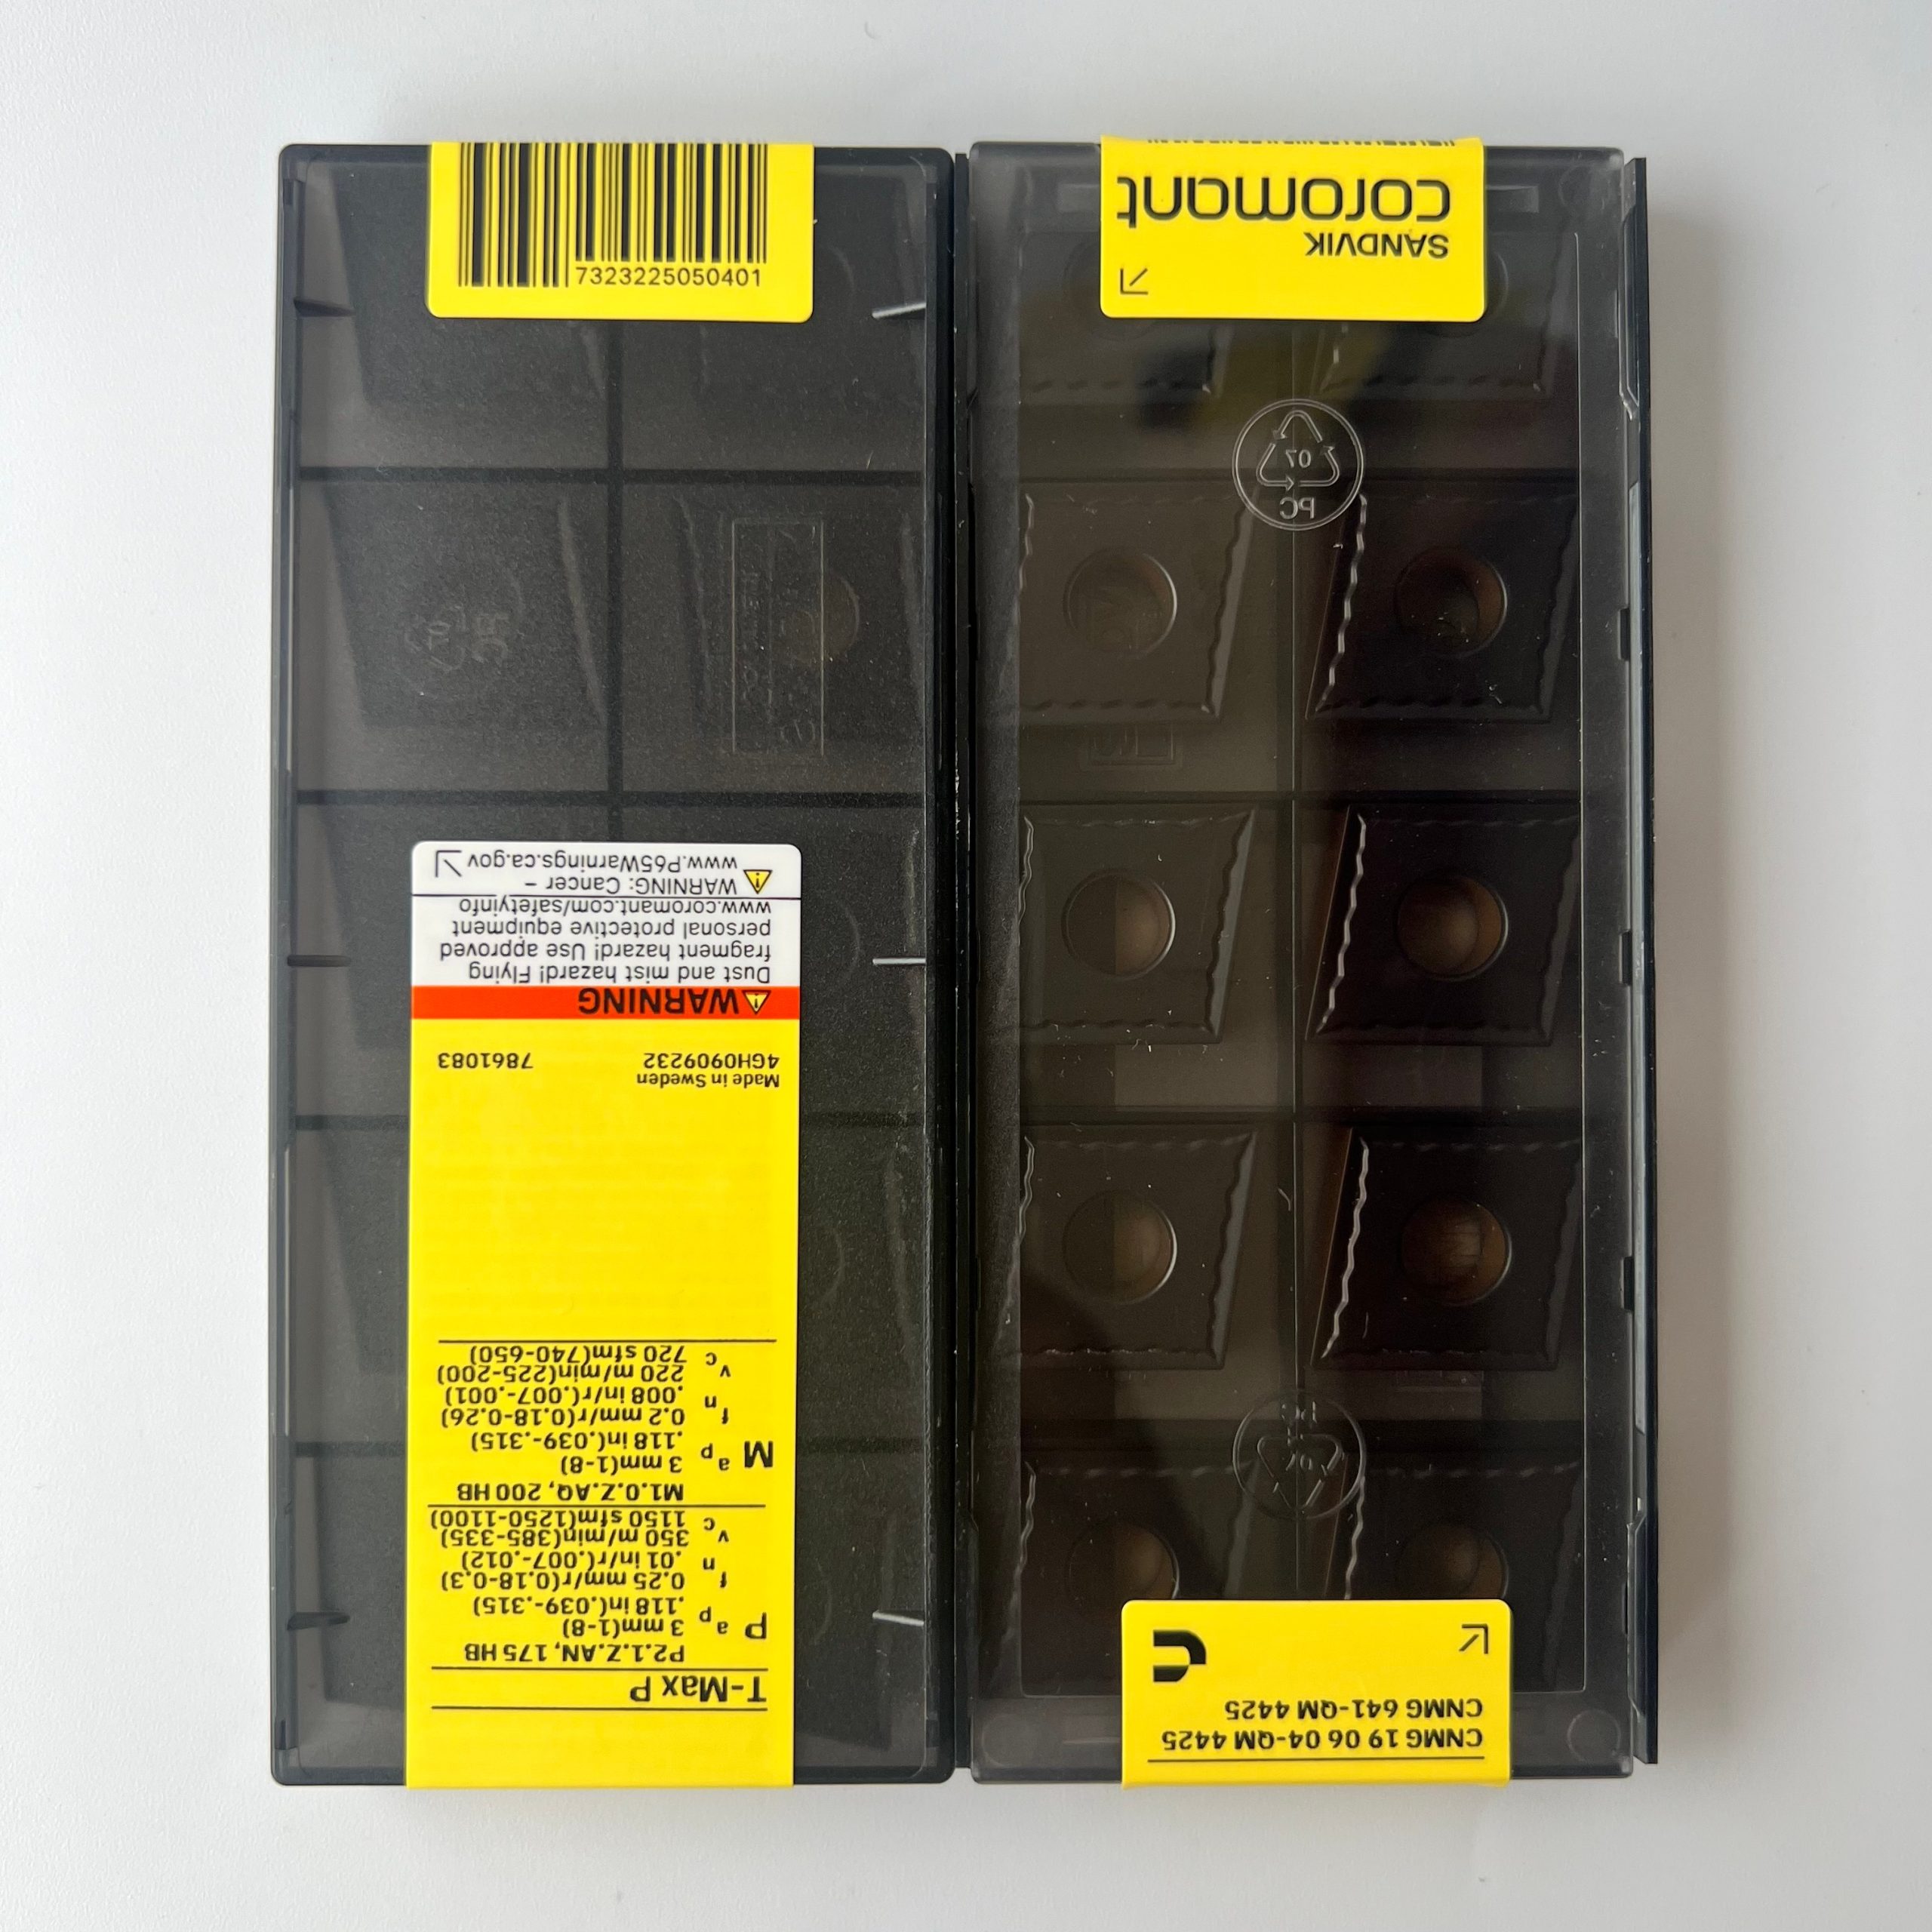 7323225050401
SANDVIK
coromant
07
PC
WARNING
Dust and mist hazard! Flying
fragment hazard! Use approved
personal protective equipment
www.coromant.com/safetyinfo
WARNING: Cancer –
www.P65Warnings.ca.gov
T-Max P
P2.1.Z.AN, 175 HB
P ap 3 mm(1-8)
.118 in(.039-.315)
fn 0.25 mm/r(0.18-0.3)
.01 in/r(.007-.012)
vc 350 m/min(385-335)
1150 sfm(1250-1100)
M1.0.Z.AQ, 200 HB
M ap 3 mm(1-8)
.118 in(.039-.315)
fn 0.2 mm/r(0.18-0.26)
.008 in/r(.007-.001)
vc 220 m/min(225-200)
720 sfm(740-650)
Made in Sweden
4GH0909232 7861083
CNMG 19 06 04-QM 4425
CNMG 641-QM 4425
07
PC